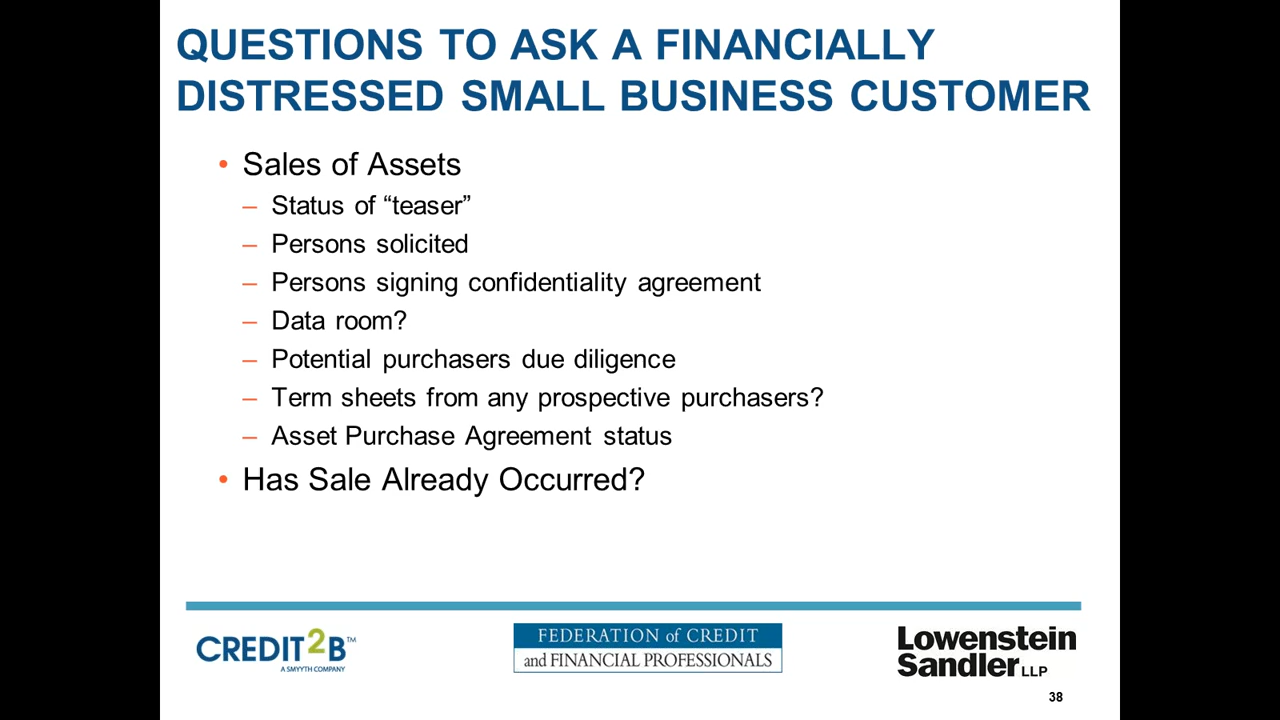 QUESTIONS TO ASK A FINANCIALLY
DISTRESSED SMALL BUSINESS CUSTOMER
• Sales of Assets
– Status of “teaser”
– Persons solicited
– Persons signing confidentiality agreement
– Data room?
– Potential purchasers due diligence
– Term sheets from any prospective purchasers?
– Asset Purchase Agreement status
• Has Sale Already Occurred?
CREDIT2B™
A SMYYTH COMPANY
FEDERATION of CREDIT
and FINANCIAL PROFESSIONALS
Lowenstein
Sandler LLP
38